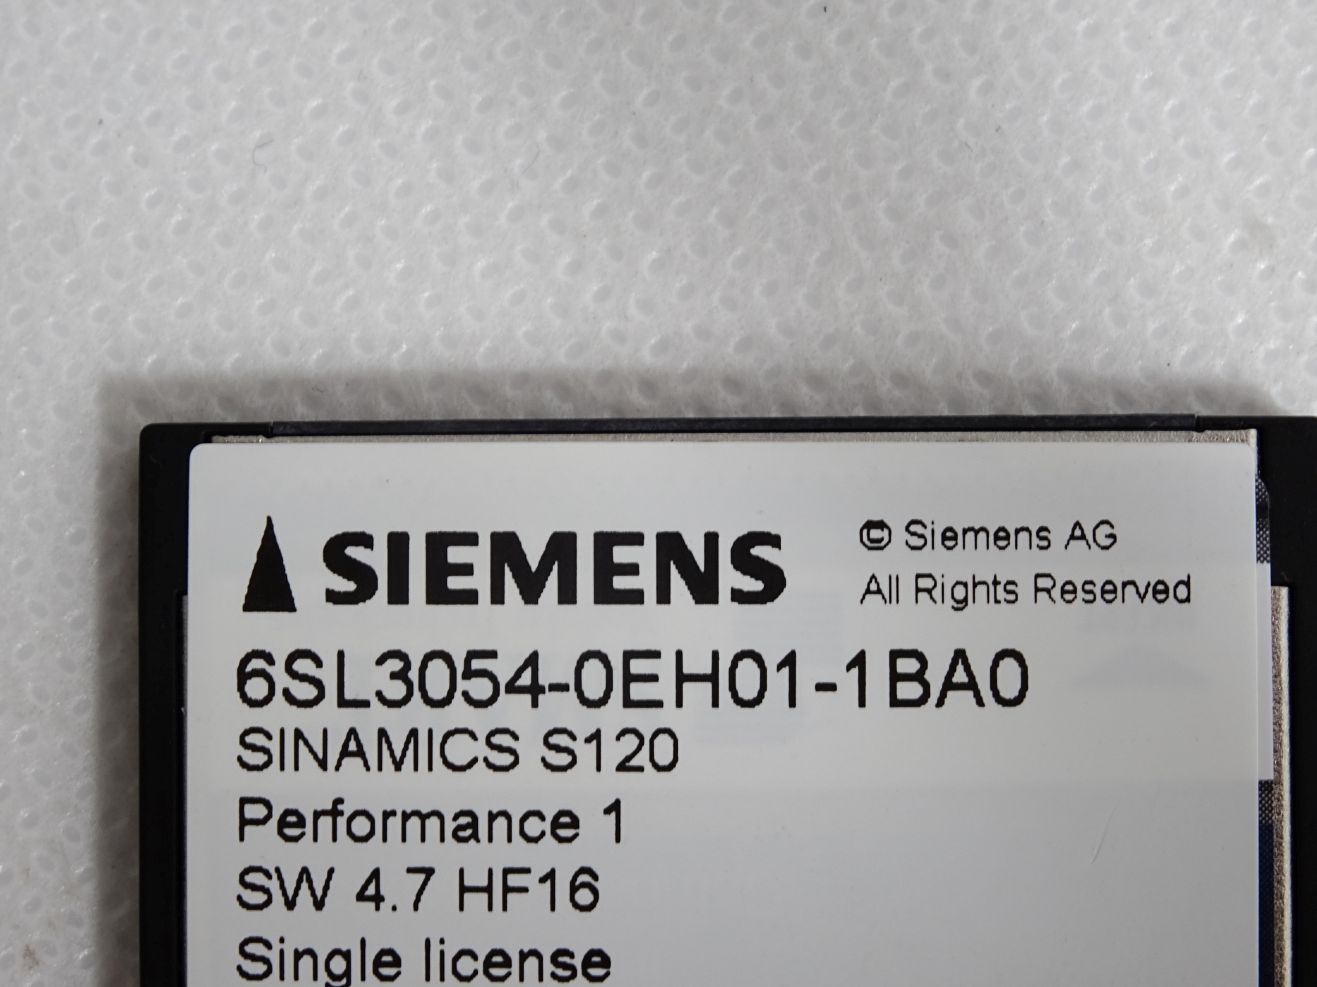 SIEMENS
© Siemens AG
All Rights Reserved
6SL3054-0EH01-1BA0
SINAMICS S120
Performance 1
SW 4.7 HF16
Single license